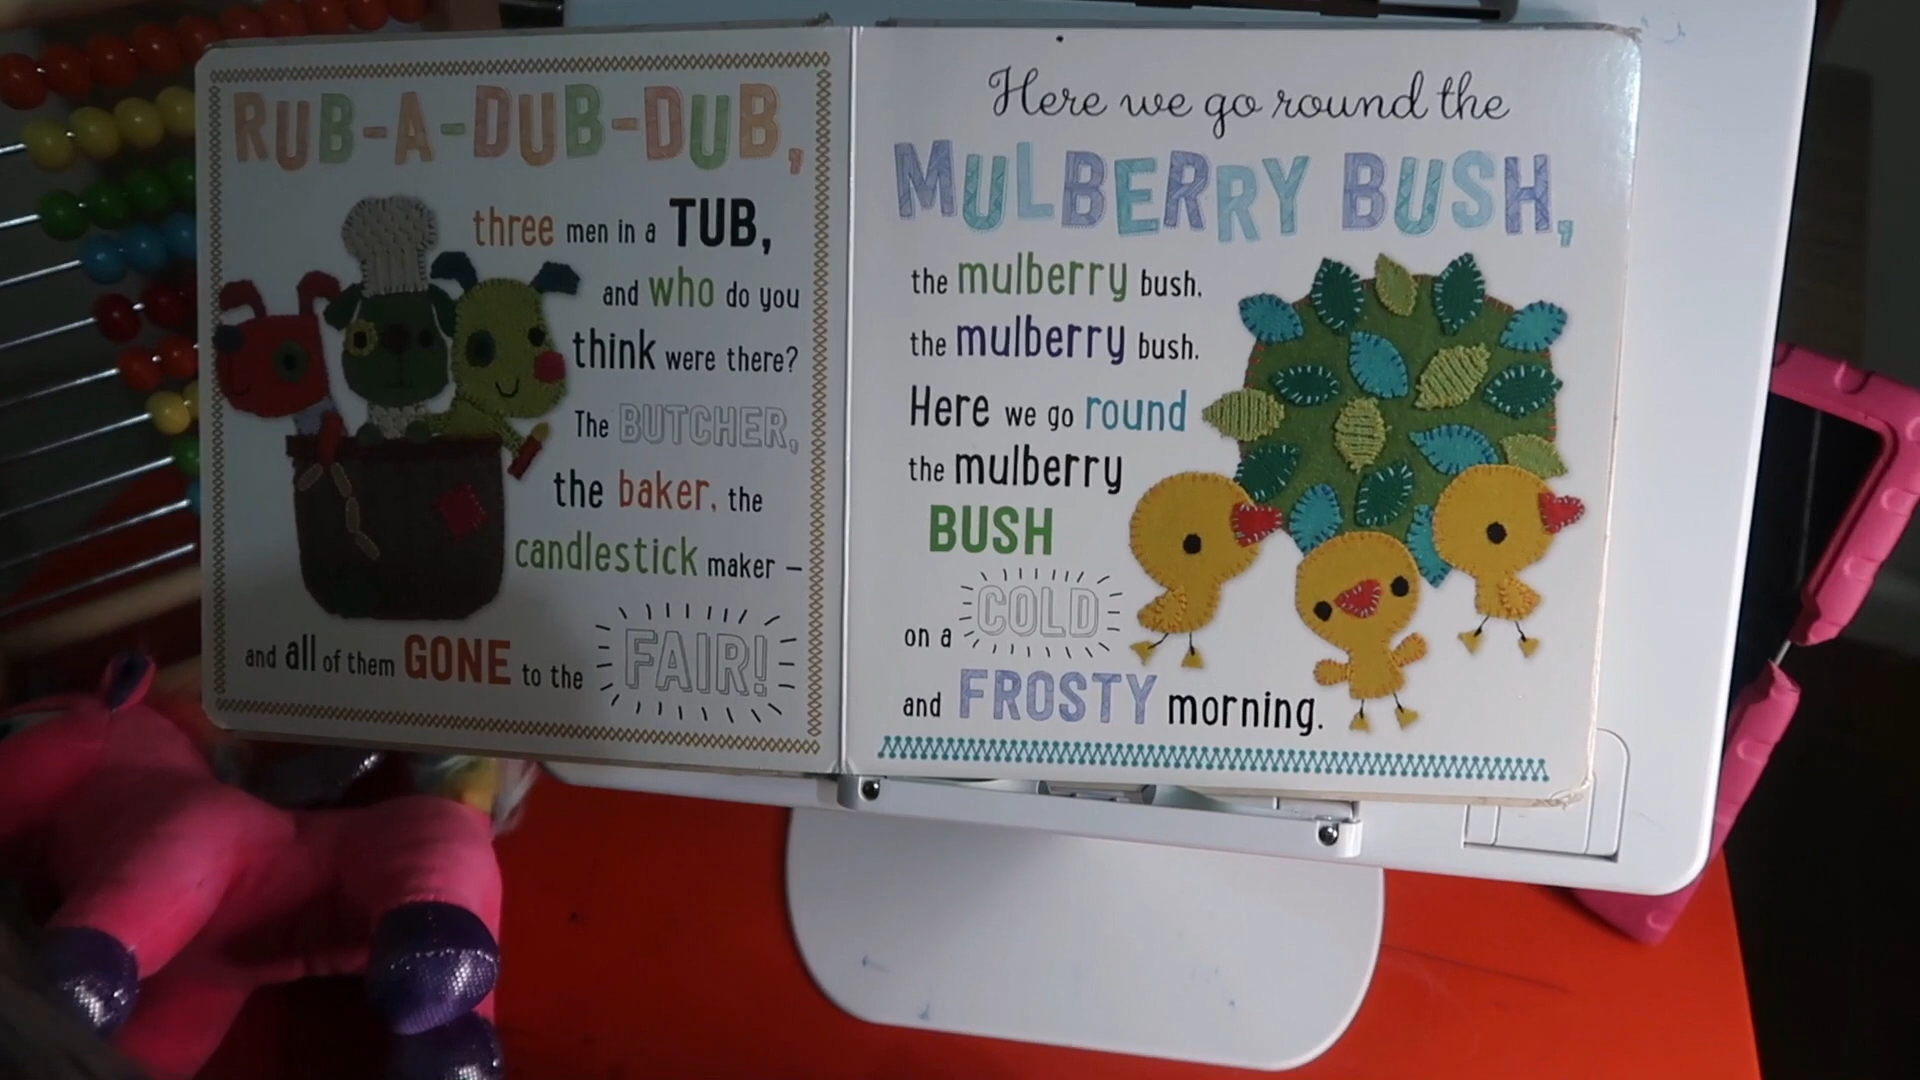 RUB-A-DUB-DUB,
three men in a TUB,
and who do you
think were there?
The BUTCHER,
the baker, the
candlestick maker –
and all of them GONE to the FAIR!
Here we go round the
MULBERRY BUSH,
the mulberry bush,
the mulberry bush.
Here we go round
the mulberry
BUSH
on a COLD
and FROSTY morning.